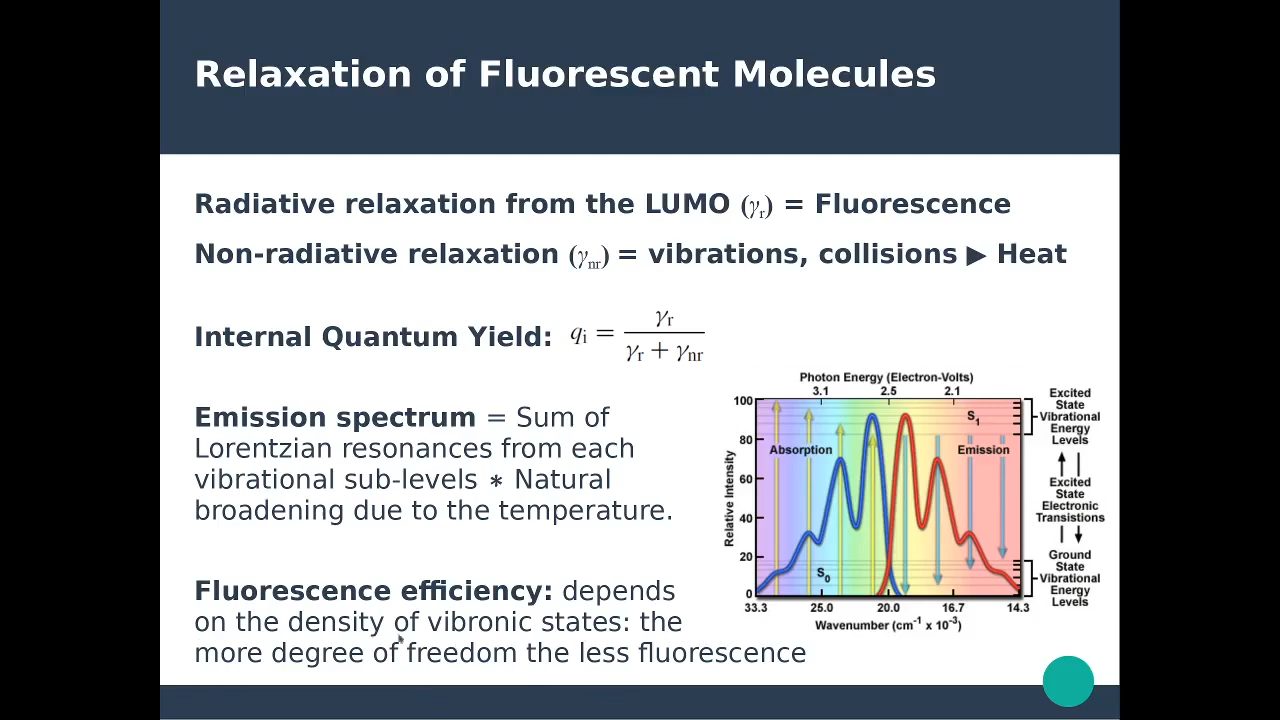 Relaxation of Fluorescent Molecules
Radiative relaxation from the LUMO (γr) = Fluorescence
Non-radiative relaxation (γnr) = vibrations, collisions ▶ Heat
Internal Quantum Yield: qi = γr / (γr + γnr)
Emission spectrum = Sum of
Lorentzian resonances from each
vibrational sub-levels ∗ Natural
broadening due to the temperature.
Fluorescence efficiency: depends
on the density of vibronic states: the
more degree of freedom the less fluorescence
Photon Energy (Electron-Volts)
3.1 2.5 2.1
100
80
60
40
20
0
Relative Intensity
Absorption
Emission
S1
S0
33.3 25.0 20.0 16.7 14.3
Wavenumber (cm-1 x 10-3)
Excited
State
Vibrational
Energy
Levels
Excited
State
Electronic
Transistions
Ground
State
Vibrational
Energy
Levels